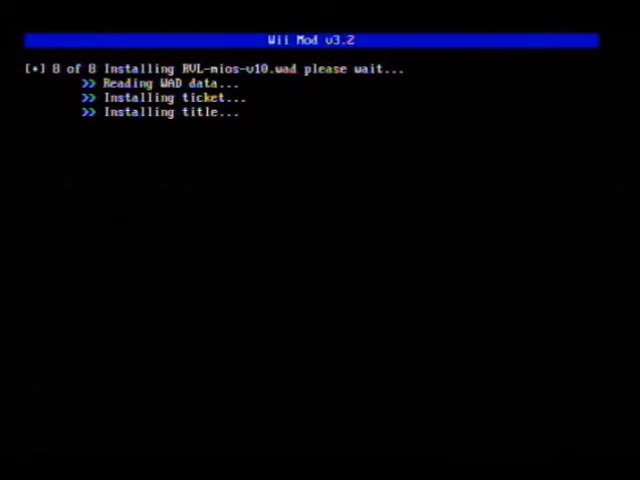 Wii Mod v3.2
[+] 8 of 8 Installing RVL-mios-v10.wad please wait...
>> Reading WAD data...
>> Installing ticket...
>> Installing title...